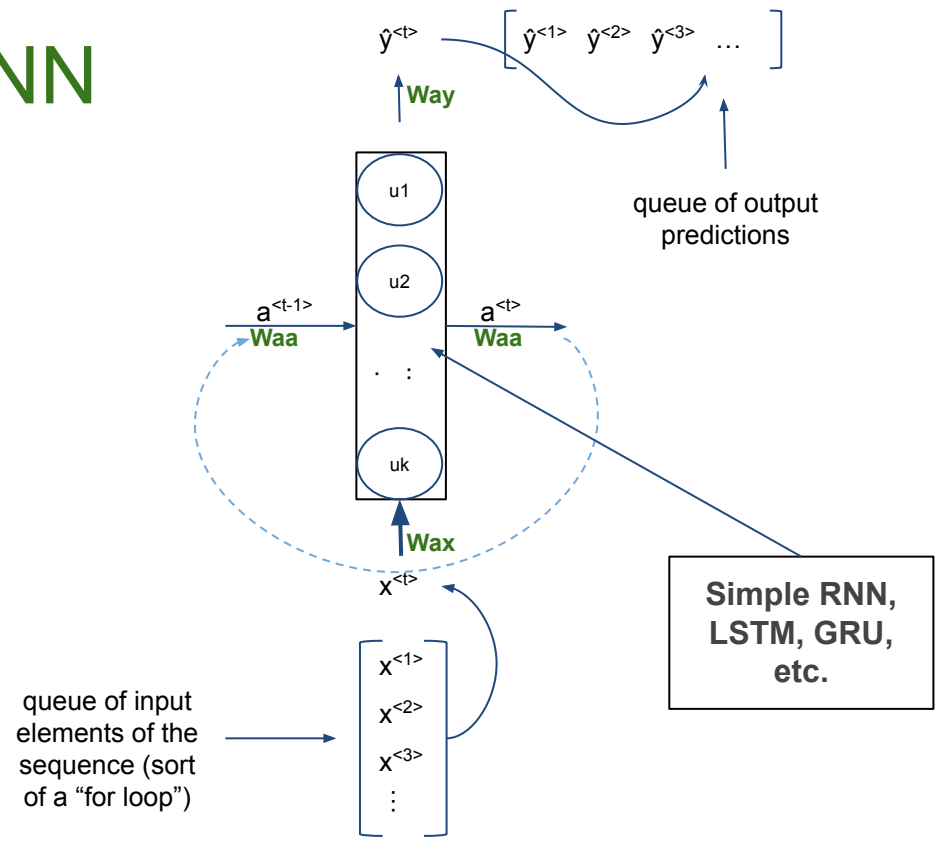 NN
ŷ<t>
ŷ<1> ŷ<2> ŷ<3> ...
Way
u1
queue of output
predictions
u2
a<t-1>
a<t>
Waa
Waa
. :
uk
Wax
x<t>
Simple RNN,
LSTM, GRU,
etc.
x<1>
queue of input
elements of the
sequence (sort
of a “for loop”)
x<2>
x<3>
⋮